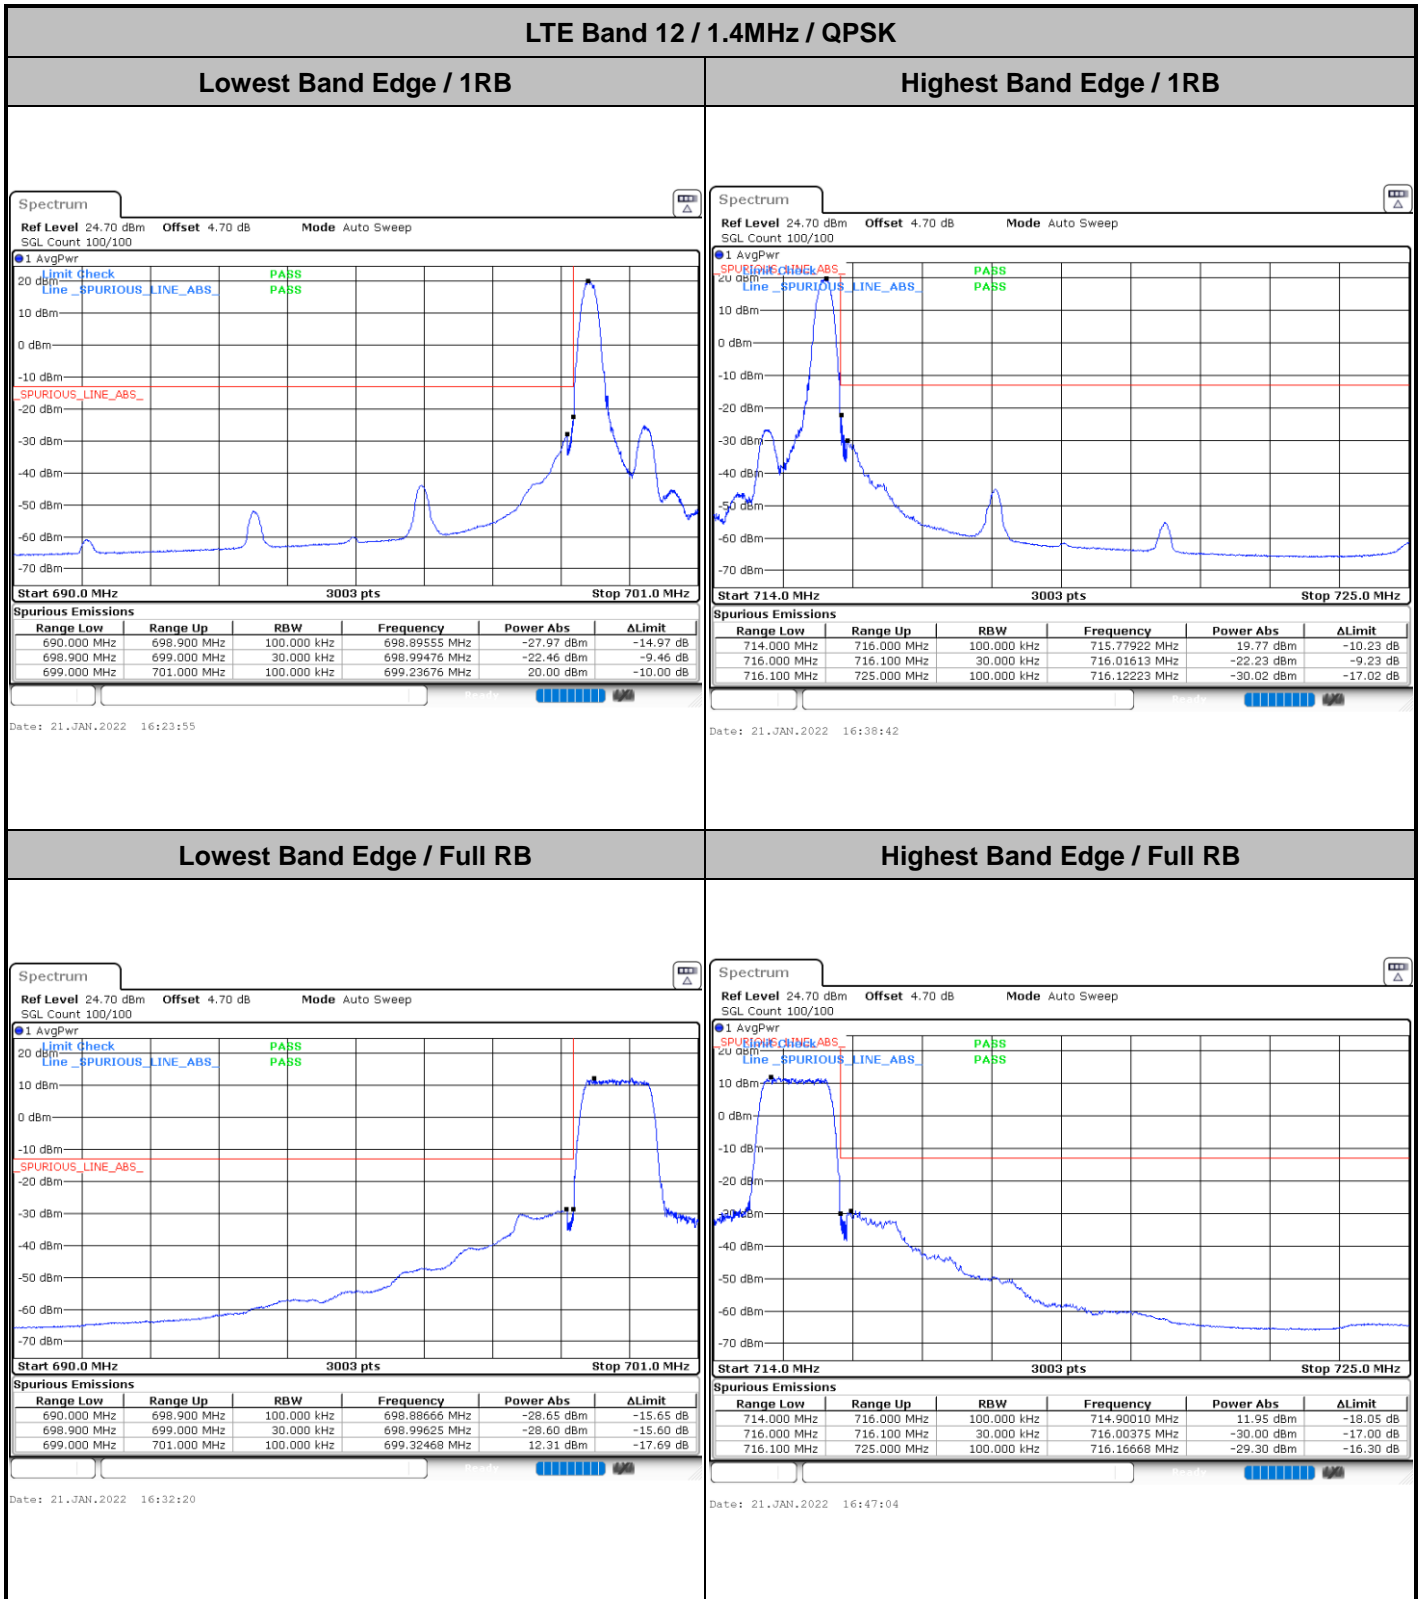 LTE Band 12 / 1.4MHz / QPSK
Lowest Band Edge / 1RB
Highest Band Edge / 1RB
Spectrum
Ref Level 24.70 dBm Offset 4.70 dB Mode Auto Sweep
SGL Count 100/100
1 AvgPwr
Limit Check PASS
Line _SPURIOUS_LINE_ABS_ PASS
20 dBm
10 dBm
0 dBm
-10 dBm
_SPURIOUS_LINE_ABS_
-20 dBm
-30 dBm
-40 dBm
-50 dBm
-60 dBm
-70 dBm
Start 690.0 MHz 3003 pts Stop 701.0 MHz
Spurious Emissions
Range Low Range Up RBW Frequency Power Abs ΔLimit
690.000 MHz 698.900 MHz 100.000 kHz 698.89555 MHz -27.97 dBm -14.97 dB
698.900 MHz 699.000 MHz 30.000 kHz 698.99476 MHz -22.46 dBm -9.46 dB
699.000 MHz 701.000 MHz 100.000 kHz 699.23676 MHz 20.00 dBm -10.00 dB
Ready
Date: 21.JAN.2022 16:23:55
Spectrum
Ref Level 24.70 dBm Offset 4.70 dB Mode Auto Sweep
SGL Count 100/100
1 AvgPwr
_SPURIOUS_LINE_ABS_
Limit Check PASS
20 dBm
Line _SPURIOUS_LINE_ABS_ PASS
10 dBm
0 dBm
-10 dBm
-20 dBm
-30 dBm
-40 dBm
-50 dBm
-60 dBm
-70 dBm
Start 714.0 MHz 3003 pts Stop 725.0 MHz
Spurious Emissions
Range Low Range Up RBW Frequency Power Abs ΔLimit
714.000 MHz 716.000 MHz 100.000 kHz 715.77922 MHz 19.77 dBm -10.23 dB
716.000 MHz 716.100 MHz 30.000 kHz 716.01613 MHz -22.23 dBm -9.23 dB
716.100 MHz 725.000 MHz 100.000 kHz 716.12223 MHz -30.02 dBm -17.02 dB
Ready
Date: 21.JAN.2022 16:38:42
Lowest Band Edge / Full RB
Highest Band Edge / Full RB
Spectrum
Ref Level 24.70 dBm Offset 4.70 dB Mode Auto Sweep
SGL Count 100/100
1 AvgPwr
Limit Check PASS
20 dBm
Line _SPURIOUS_LINE_ABS_ PASS
10 dBm
0 dBm
-10 dBm
_SPURIOUS_LINE_ABS_
-20 dBm
-30 dBm
-40 dBm
-50 dBm
-60 dBm
-70 dBm
Start 690.0 MHz 3003 pts Stop 701.0 MHz
Spurious Emissions
Range Low Range Up RBW Frequency Power Abs ΔLimit
690.000 MHz 698.900 MHz 100.000 kHz 698.88666 MHz -28.65 dBm -15.65 dB
698.900 MHz 699.000 MHz 30.000 kHz 698.99625 MHz -28.60 dBm -15.60 dB
699.000 MHz 701.000 MHz 100.000 kHz 699.32468 MHz 12.31 dBm -17.69 dB
Ready
Date: 21.JAN.2022 16:32:20
Spectrum
Ref Level 24.70 dBm Offset 4.70 dB Mode Auto Sweep
SGL Count 100/100
1 AvgPwr
_SPURIOUS_LINE_ABS_
Limit Check PASS
20 dBm
Line _SPURIOUS_LINE_ABS_ PASS
10 dBm
0 dBm
-10 dBm
-20 dBm
-30 dBm
-40 dBm
-50 dBm
-60 dBm
-70 dBm
Start 714.0 MHz 3003 pts Stop 725.0 MHz
Spurious Emissions
Range Low Range Up RBW Frequency Power Abs ΔLimit
714.000 MHz 716.000 MHz 100.000 kHz 714.90010 MHz 11.95 dBm -18.05 dB
716.000 MHz 716.100 MHz 30.000 kHz 716.00375 MHz -30.00 dBm -17.00 dB
716.100 MHz 725.000 MHz 100.000 kHz 716.16668 MHz -29.30 dBm -16.30 dB
Ready
Date: 21.JAN.2022 16:47:04